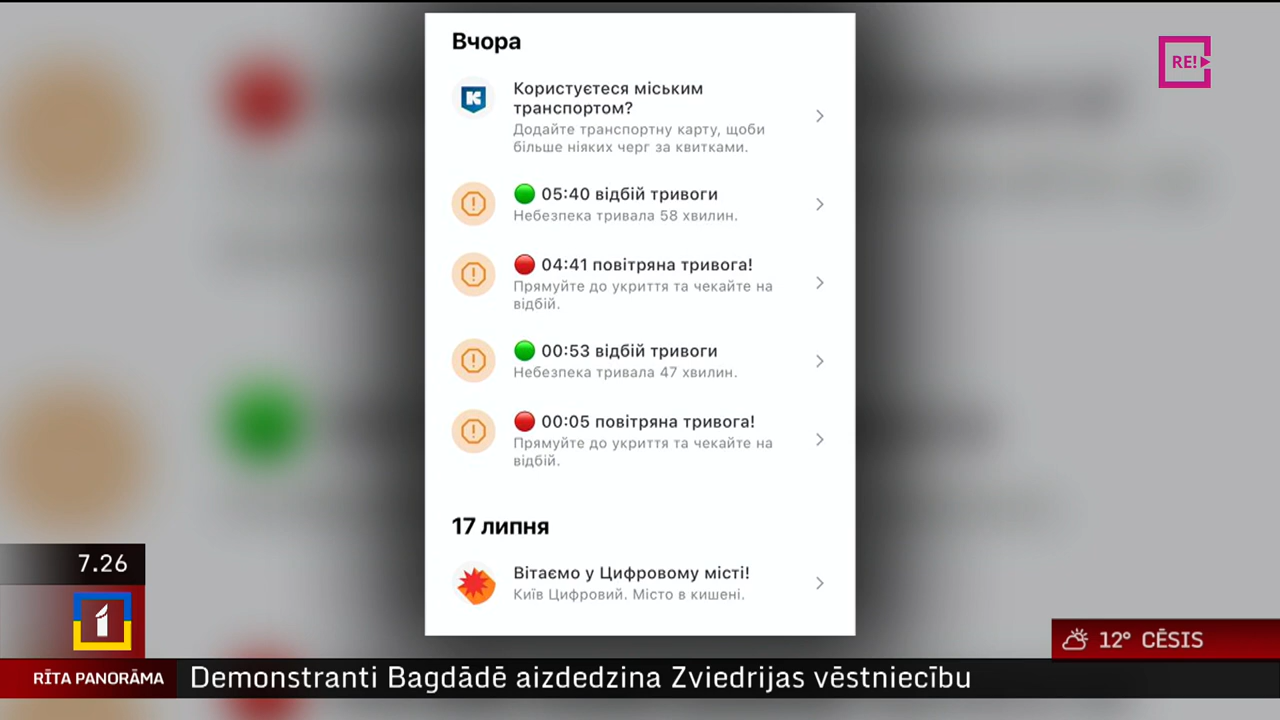 Вчора
RE!
Користуєтеся міським
транспортом?
Додайте транспортну карту, щоби
більше ніяких черг за квитками.
05:40 відбій тривоги
Небезпека тривала 58 хвилин.
04:41 повітряна тривога!
Прямуйте до укриття та чекайте на
відбій.
00:53 відбій тривоги
Небезпека тривала 47 хвилин.
00:05 повітряна тривога!
Прямуйте до укриття та чекайте на
відбій.
17 липня
Вітаємо у Цифровому місті!
Київ Цифровий. Місто в кишені.
7.26
1
12° CĒSIS
RĪTA PANORĀMA
Demonstranti Bagdādē aizdedzina Zviedrijas vēstniecību